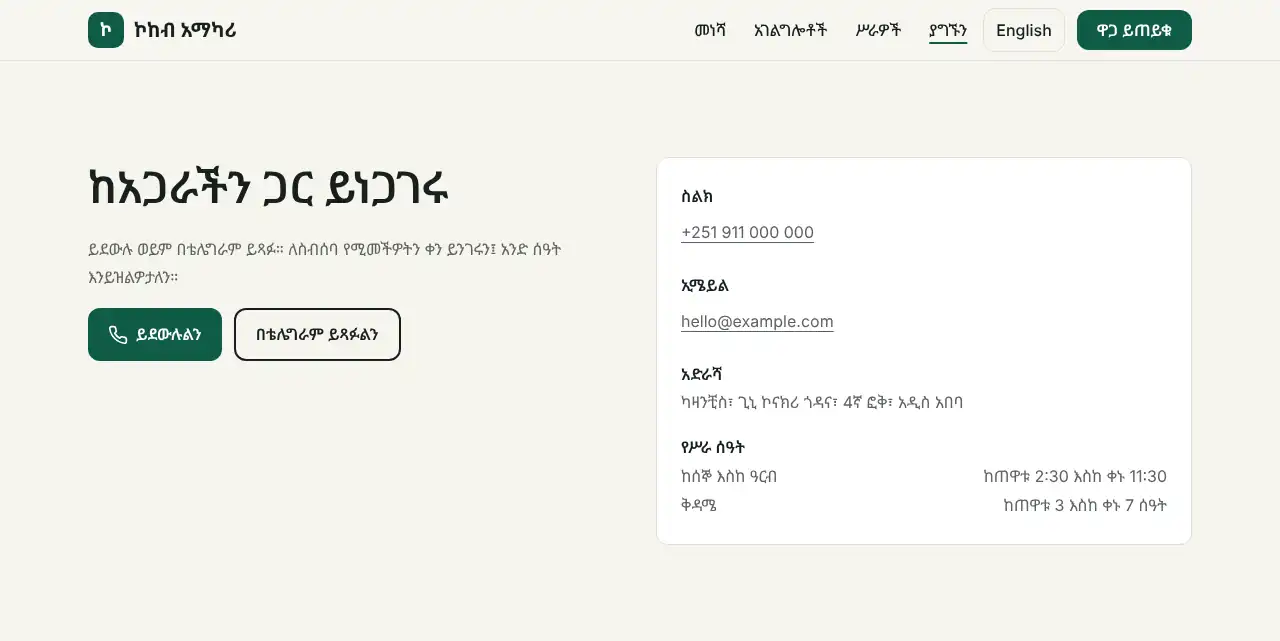 ኮ ኮከብ አማካሪ
መነሻ አገልግሎቶች ሥራዎች ያግኙን English ዋጋ ይጠይቁ
ከአጋራችን ጋር ይነጋገሩ
ይደውሉ ወይም በቴሌግራም ይጻፉ። ለስብሰባ የሚመችዎትን ቀን ይንገሩን፤ አንድ ሰዓት
እንይዝልዎታለን።
ይደውሉልን
በቴሌግራም ይጻፉልን
ስልክ
+251 911 000 000
ኢሜይል
hello@example.com
አድራሻ
ካዛንቺስ፣ ጊኒ ኮናክሪ ጎዳና፣ 4ኛ ፎቅ፣ አዲስ አበባ
የሥራ ሰዓት
ከሰኞ እስከ ዓርብ ከጠዋቱ 2:30 እስከ ቀኑ 11:30
ቅዳሜ ከጠዋቱ 3 እስከ ቀኑ 7 ሰዓት